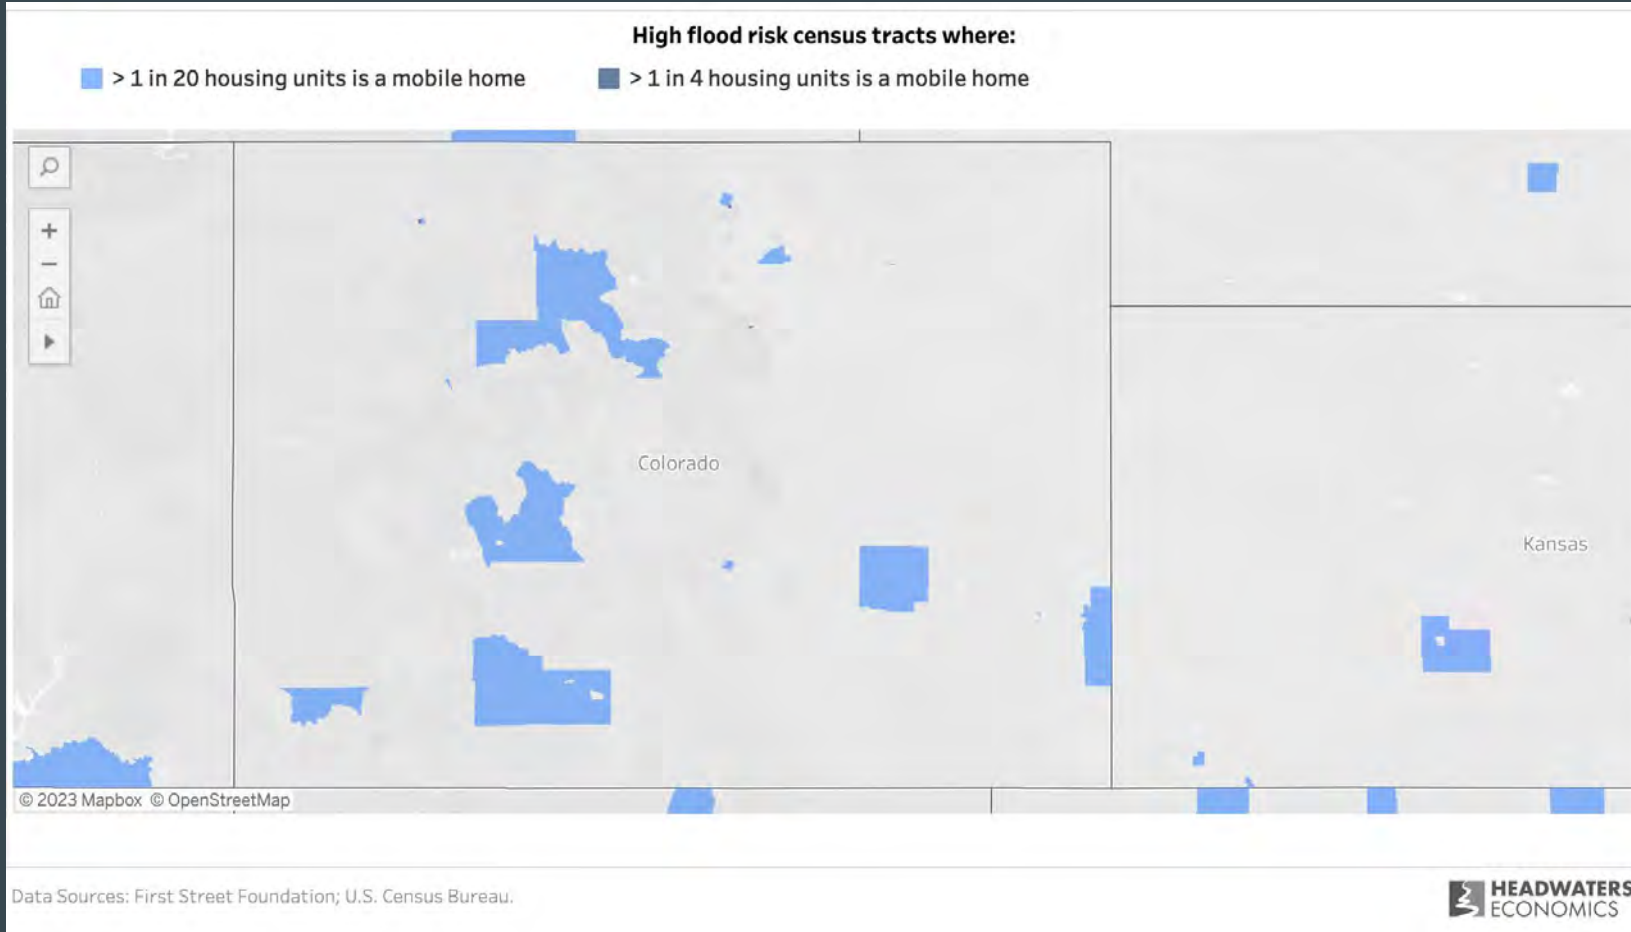 High flood risk census tracts where:
> 1 in 20 housing units is a mobile home
> 1 in 4 housing units is a mobile home
+
−
Colorado
Kansas
© 2023 Mapbox © OpenStreetMap
Data Sources: First Street Foundation; U.S. Census Bureau.
HEADWATERS
ECONOMICS